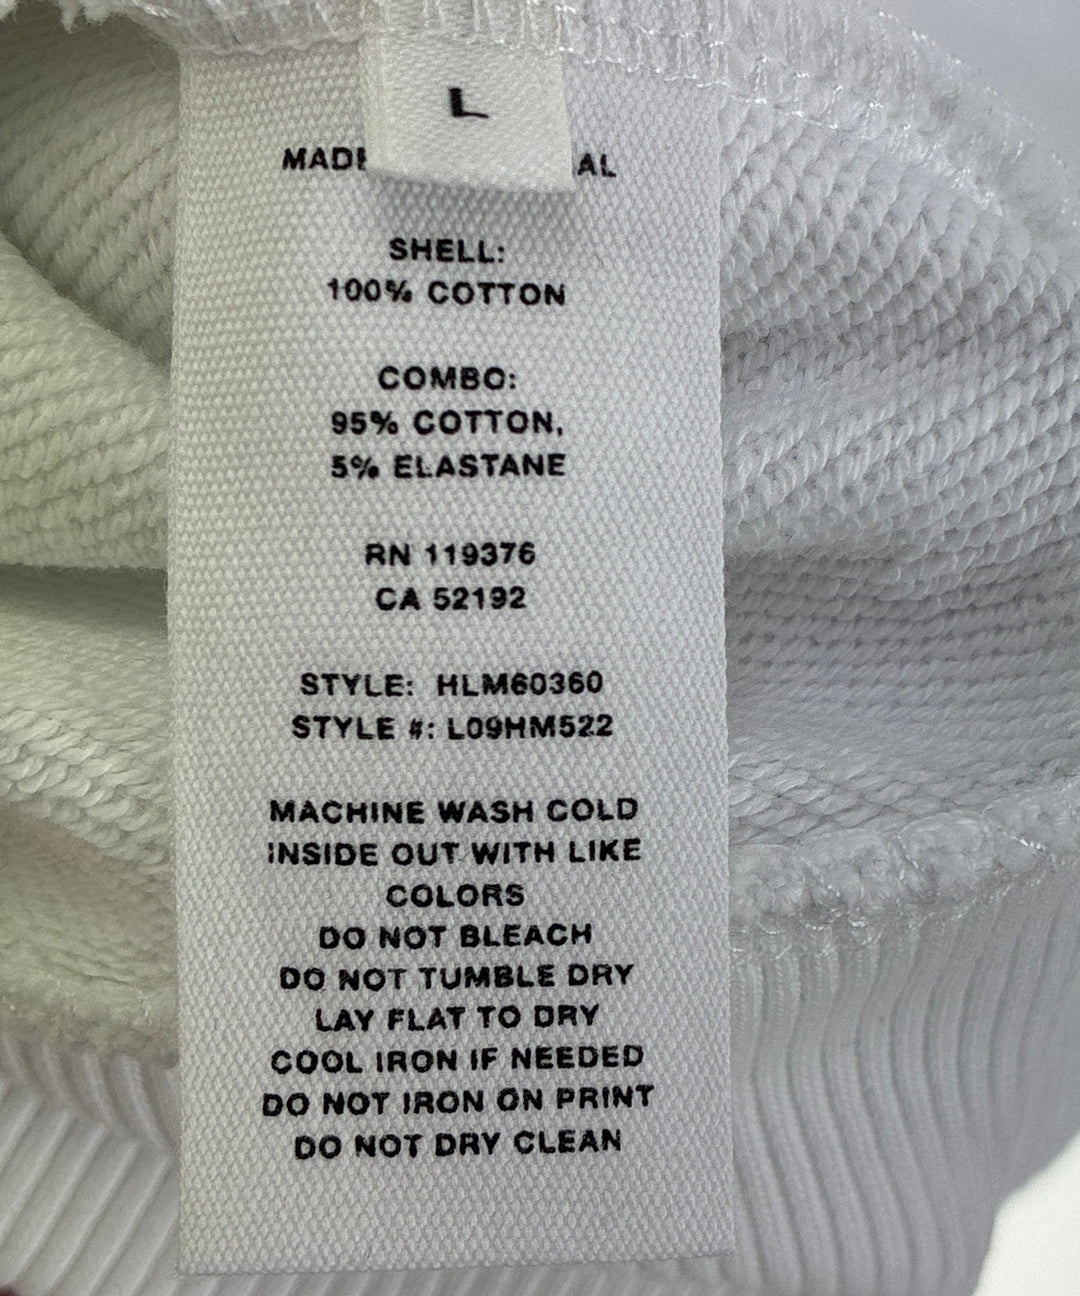 L
MADE AL
SHELL:
100% COTTON
COMBO:
95% COTTON,
5% ELASTANE
RN 119376
CA 52192
STYLE: HLM60360
STYLE #: L09HM522
MACHINE WASH COLD
INSIDE OUT WITH LIKE
COLORS
DO NOT BLEACH
DO NOT TUMBLE DRY
LAY FLAT TO DRY
COOL IRON IF NEEDED
DO NOT IRON ON PRINT
DO NOT DRY CLEAN